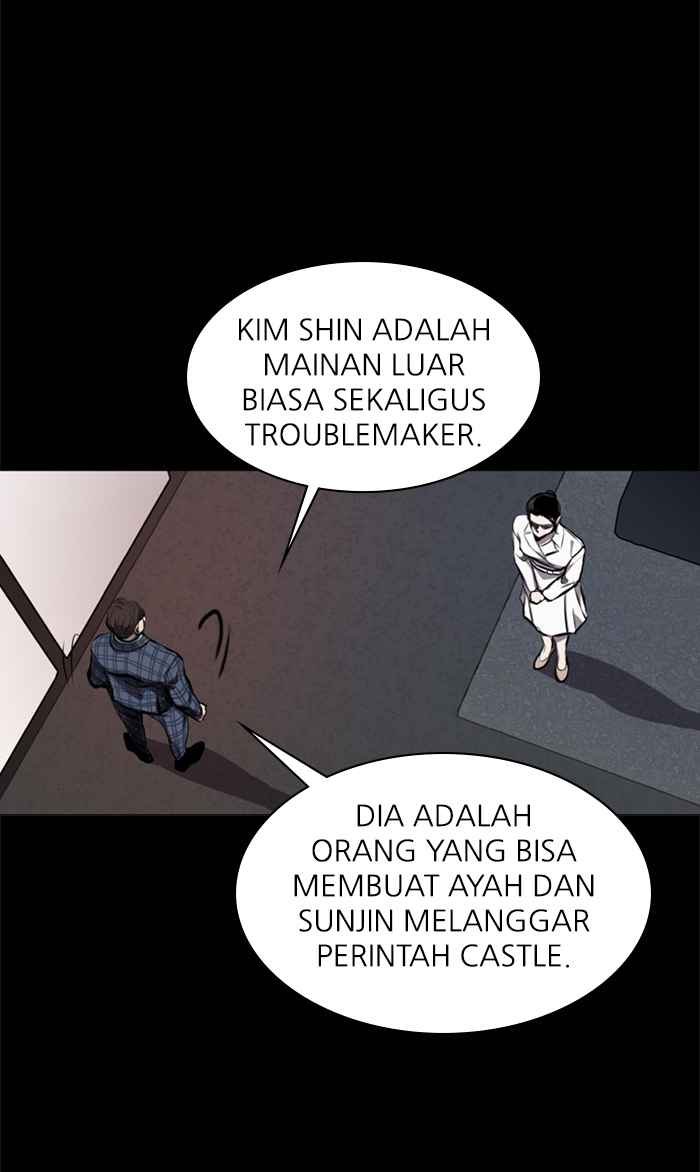 KIM SHIN ADALAH
MAINAN LUAR
BIASA SEKALIGUS
TROUBLEMAKER.
DIA ADALAH
ORANG YANG BISA
MEMBUAT AYAH DAN
SUNJIN MELANGGAR
PERINTAH CASTLE.